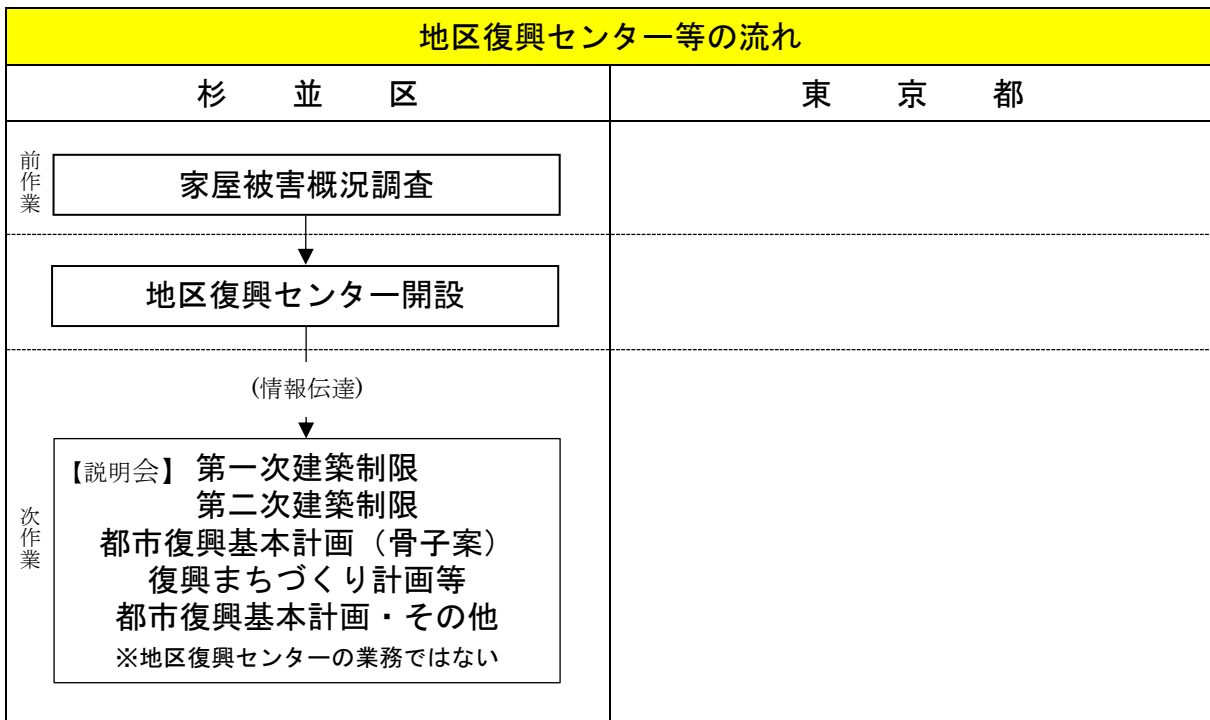 地区復興センター等の流れ
杉並区
東京都
前作業
家屋被害概況調査
地区復興センター開設
(情報伝達)
次作業
【説明会】 第一次建築制限
第二次建築制限
都市復興基本計画（骨子案）
復興まちづくり計画等
都市復興基本計画・その他
※地区復興センターの業務ではない